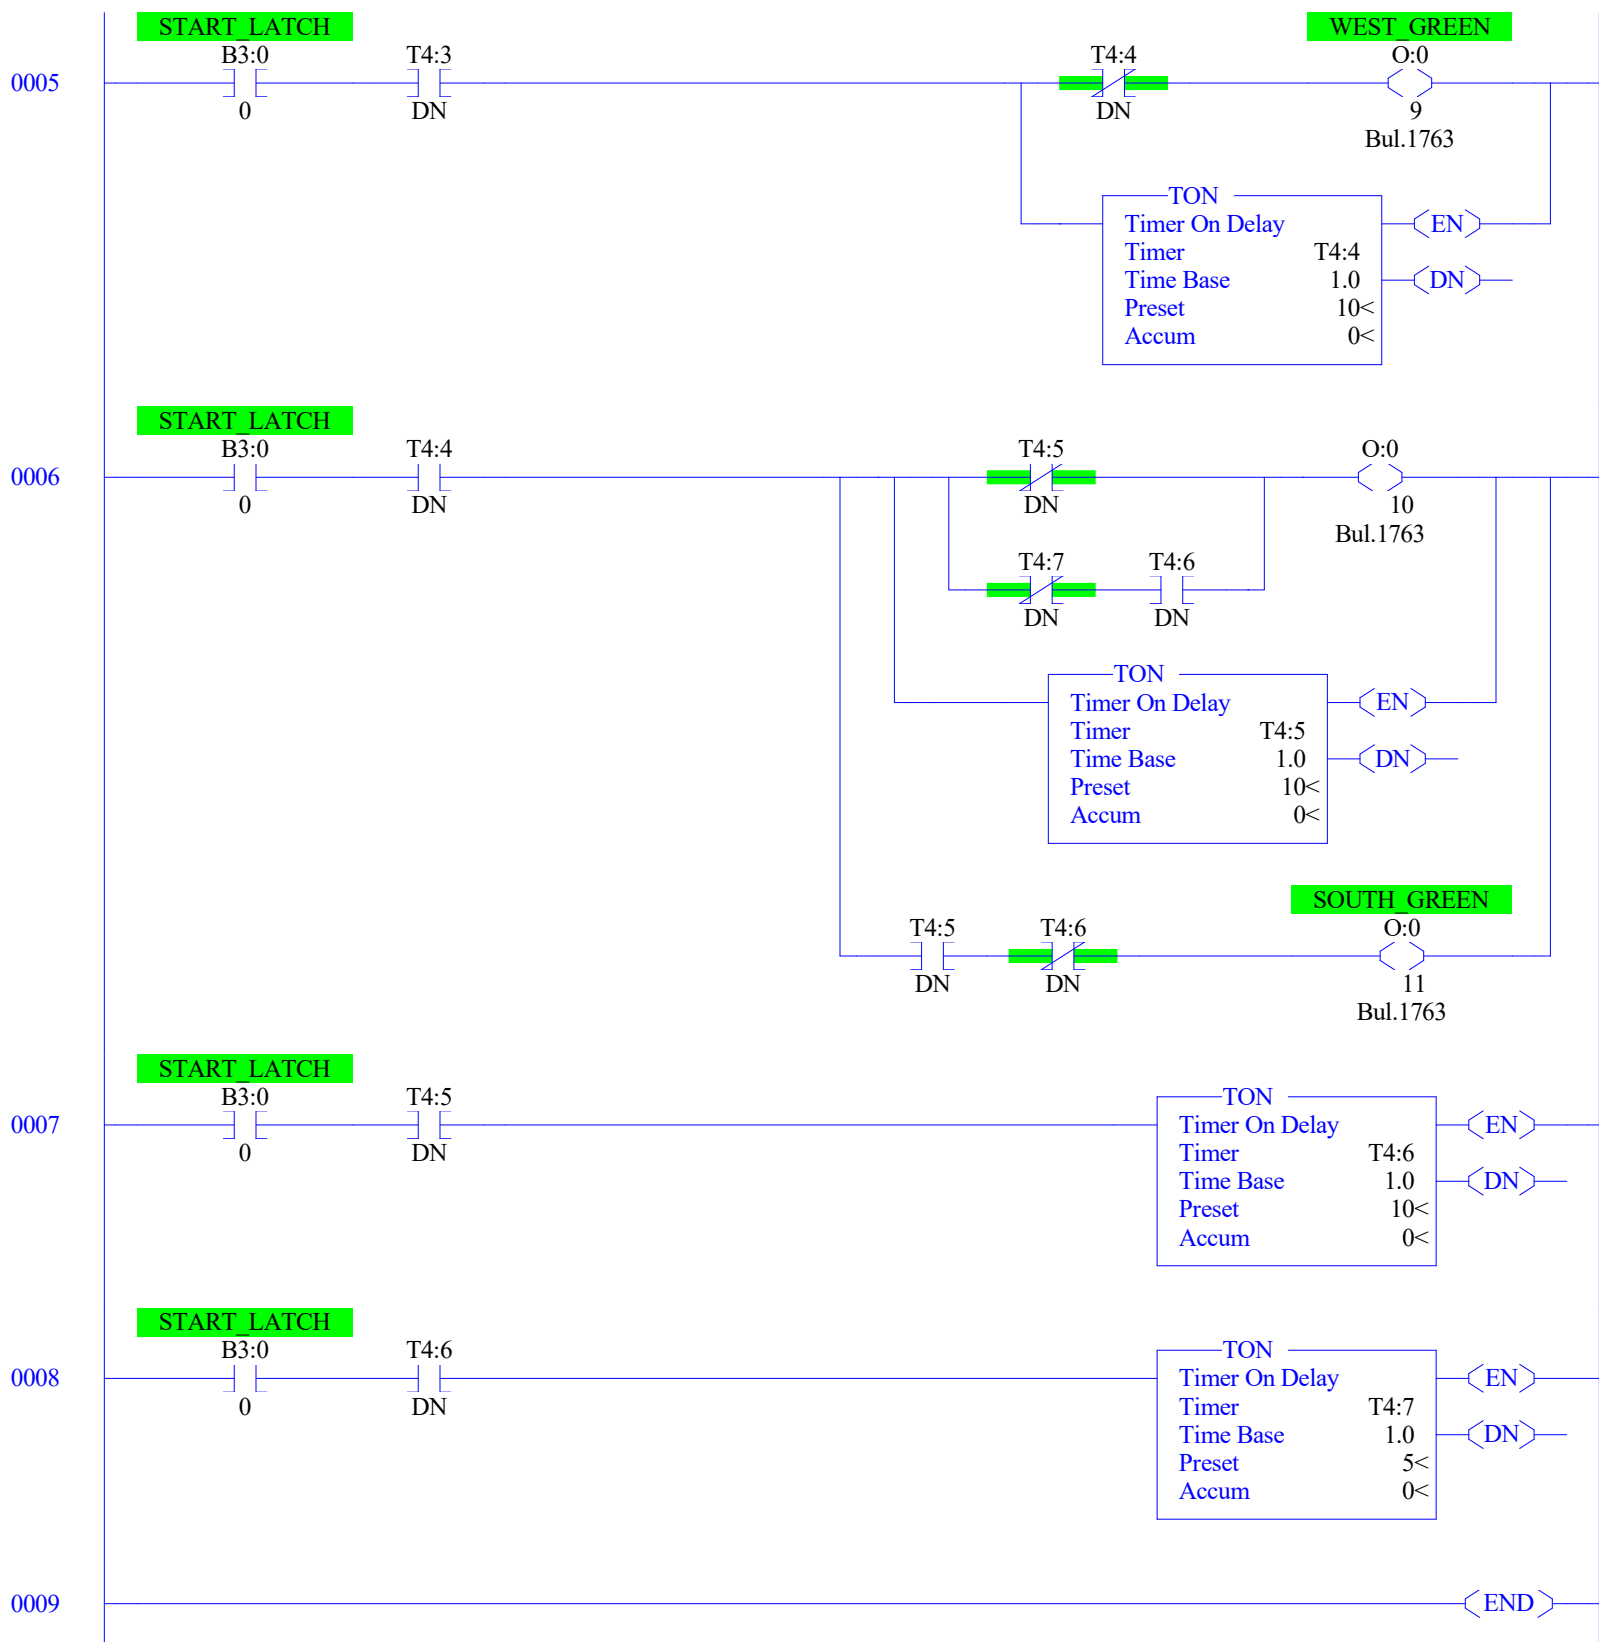 START_LATCH WEST_GREEN
B3:0 T4:3 T4:4 O:0
0005
0 DN DN 9
Bul.1763
TON
Timer On Delay EN
Timer T4:4
Time Base 1.0 DN
Preset 10<
Accum 0<
START_LATCH
B3:0 T4:4 T4:5 O:0
0006
0 DN DN 10
Bul.1763
T4:7 T4:6
DN DN
TON
Timer On Delay EN
Timer T4:5
Time Base 1.0 DN
Preset 10<
Accum 0<
SOUTH_GREEN
T4:5 T4:6 O:0
DN DN 11
Bul.1763
START_LATCH
B3:0 T4:5 TON
0007 Timer On Delay EN
0 DN Timer T4:6
Time Base 1.0 DN
Preset 10<
Accum 0<
START_LATCH
B3:0 T4:6 TON
0008 Timer On Delay EN
0 DN Timer T4:7
Time Base 1.0 DN
Preset 5<
Accum 0<
0009 END